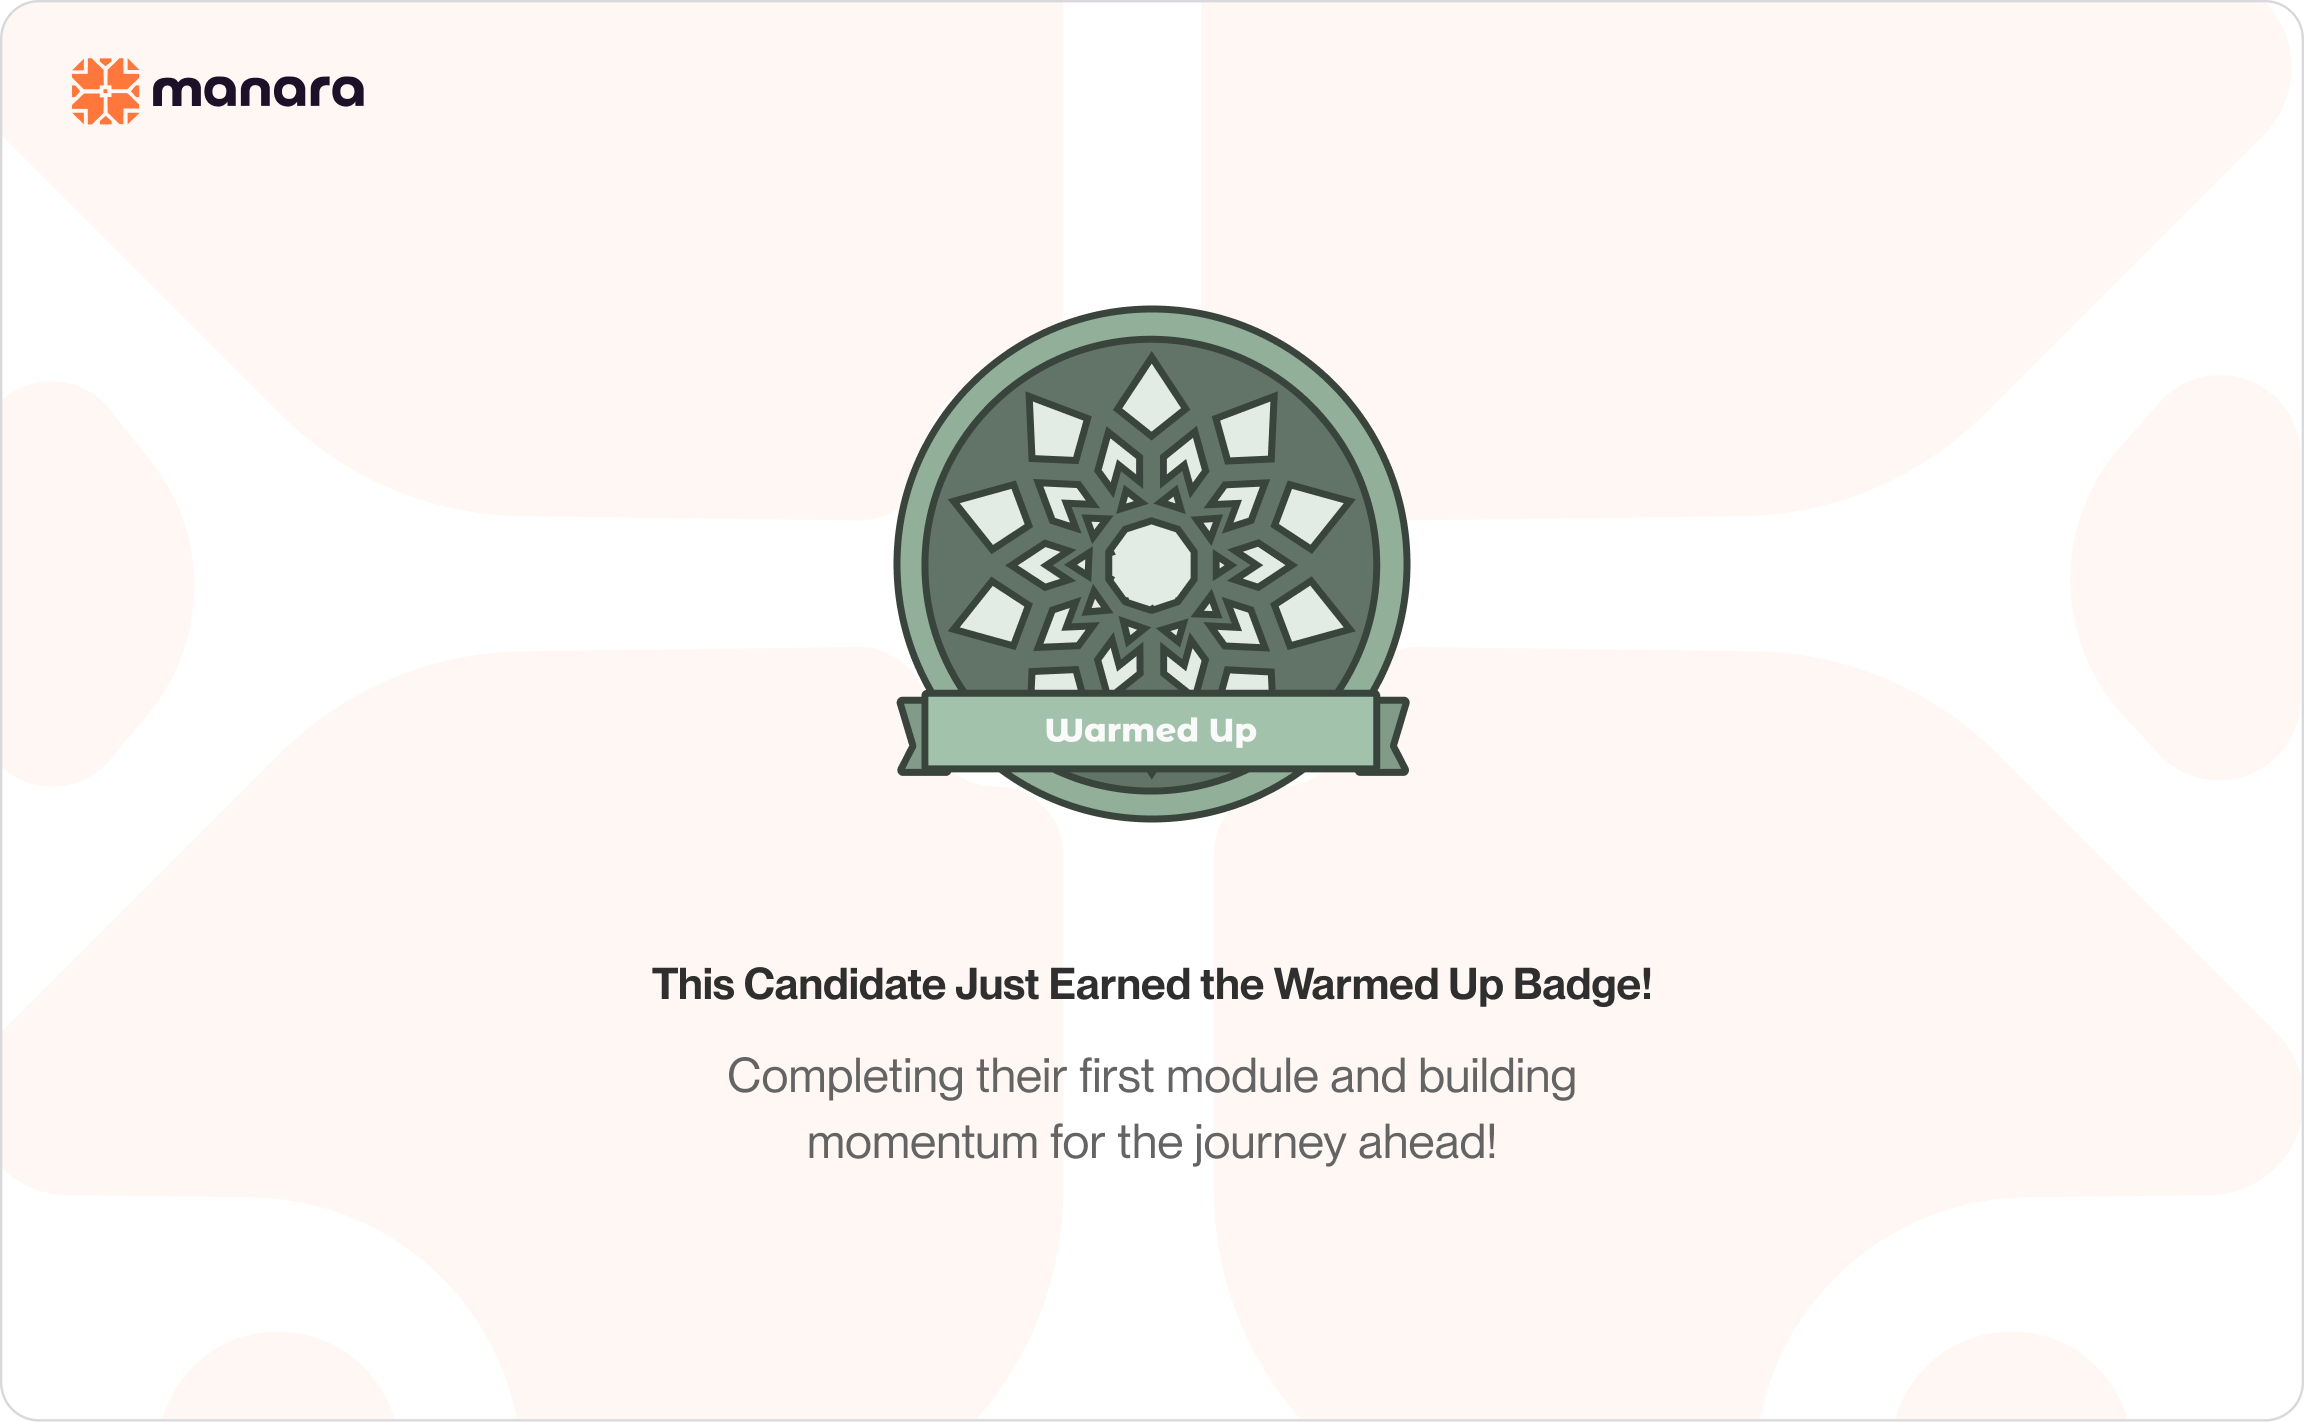 manara
Warmed Up
This Candidate Just Earned the Warmed Up Badge!
Completing their first module and building
momentum for the journey ahead!